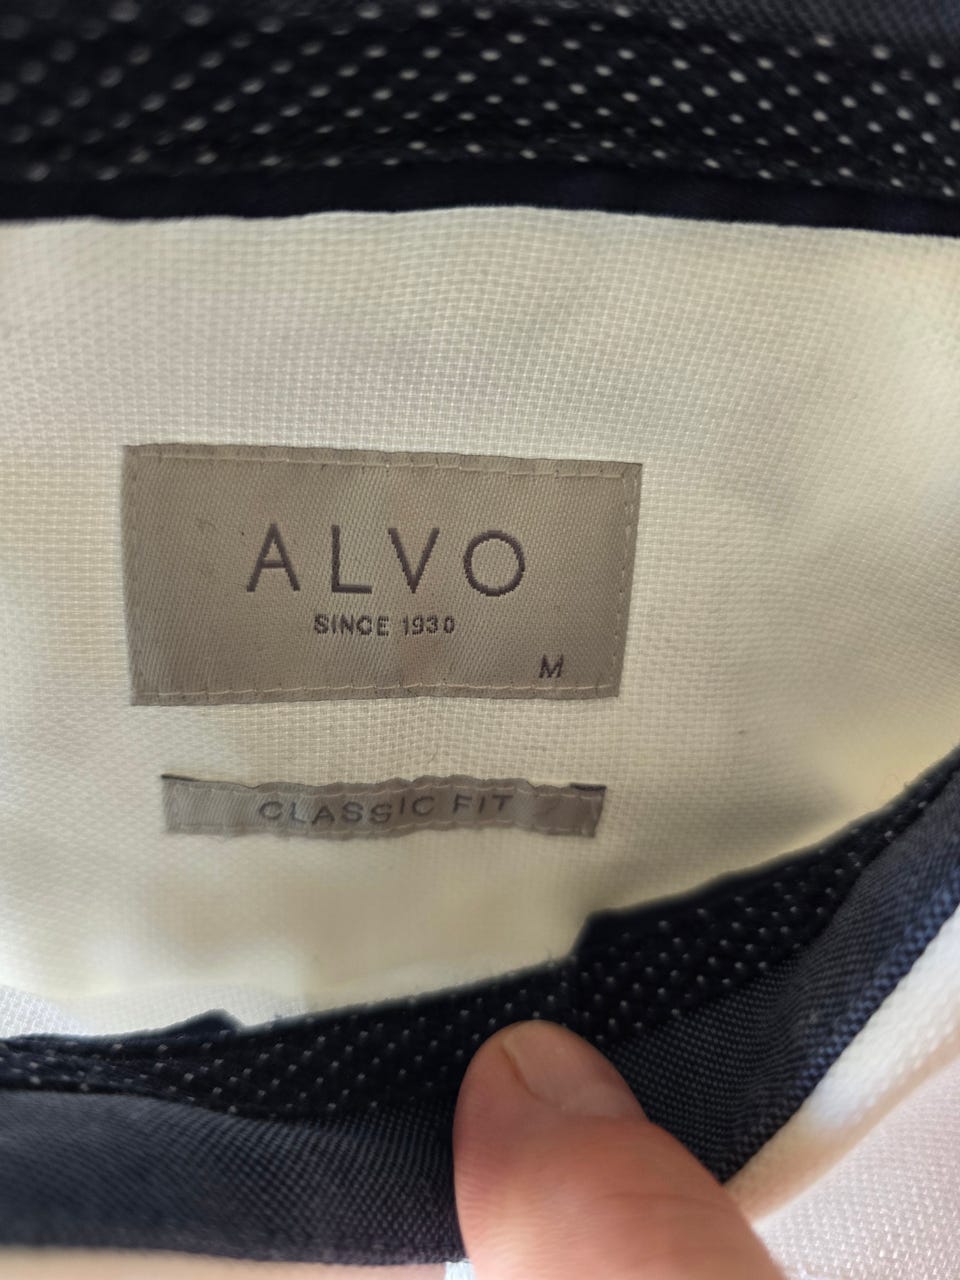 ALVO
SINCE 1930
M
CLASSIC FIT